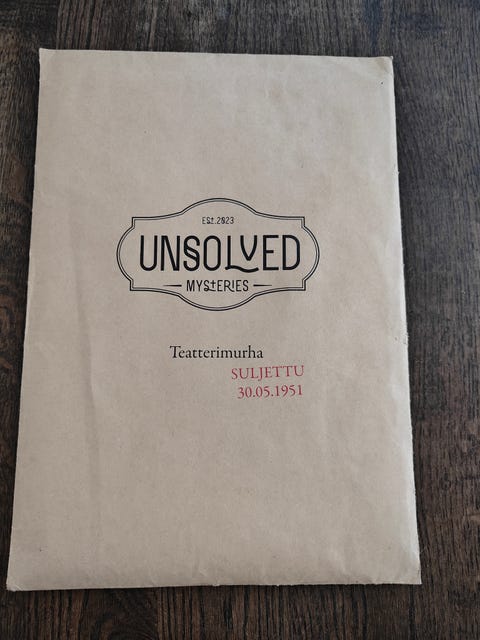 Est.2023
UNSOLVED
MYStERIES
Teatterimurha
SULJETTU
30.05.1951